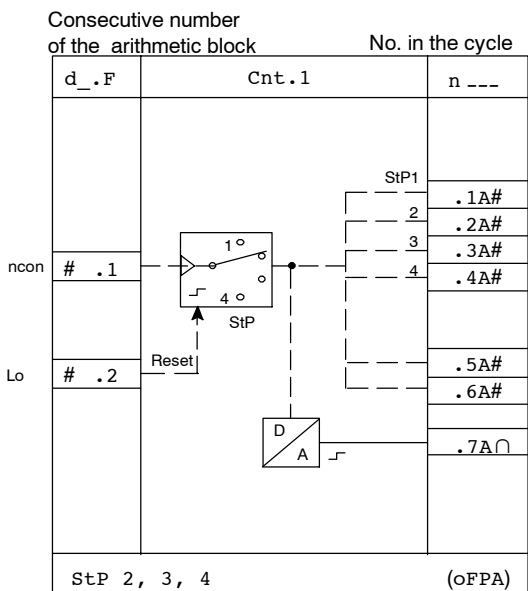 Consecutive number
of the arithmetic block
No. in the cycle
d_.F
Cnt.1
n ___
StP1
.1A#
2
.2A#
3
.3A#
4
.4A#
1
ncon
# .1
4
StP
Reset
Lo
# .2
.5A#
.6A#
D
A
.7A∩
StP 2, 3, 4
(oFPA)